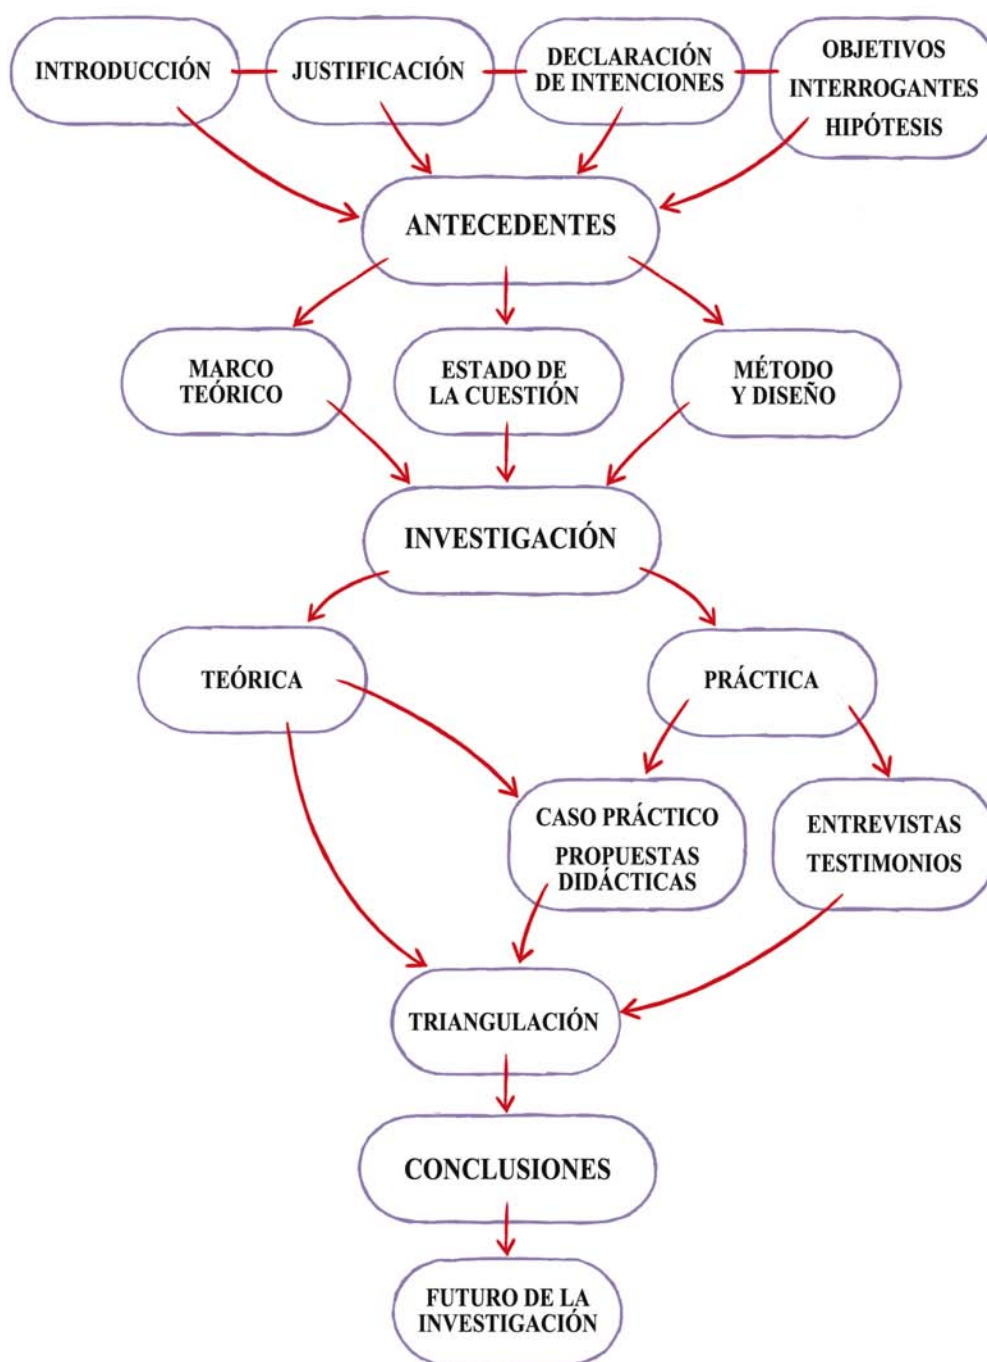 INTRODUCCIÓN
JUSTIFICACIÓN
DECLARACIÓN
DE INTENCIONES
OBJETIVOS
INTERROGANTES
HIPÓTESIS
ANTECEDENTES
MARCO
TEÓRICO
ESTADO DE
LA CUESTIÓN
MÉTODO
Y DISEÑO
INVESTIGACIÓN
TEÓRICA
PRÁCTICA
CASO PRÁCTICO
PROPUESTAS
DIDÁCTICAS
ENTREVISTAS
TESTIMONIOS
TRIANGULACIÓN
CONCLUSIONES
FUTURO DE LA
INVESTIGACIÓN